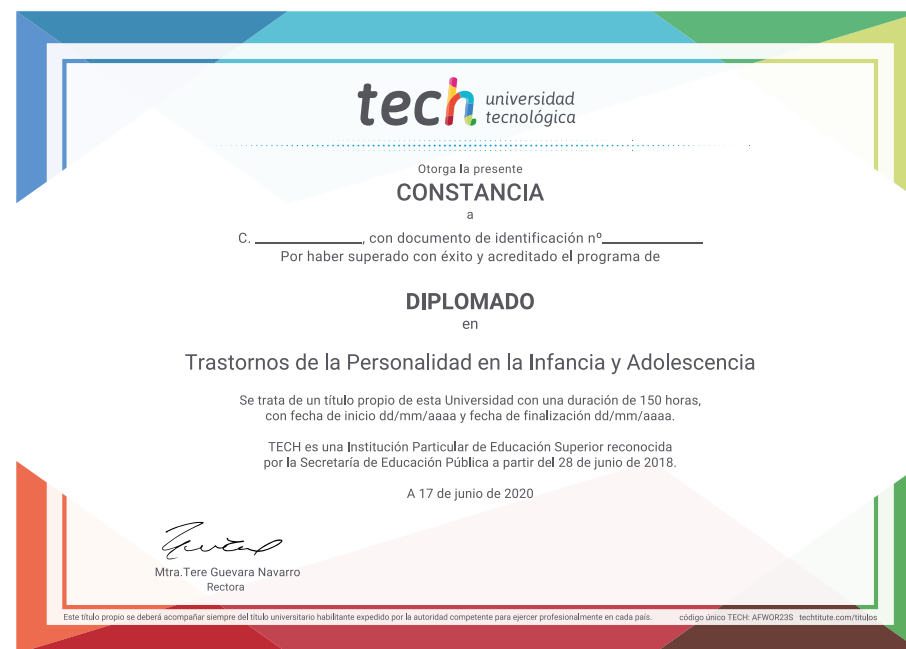 tech universidad
tecnológica
Otorga la presente
CONSTANCIA
a
C. ____________, con documento de identificación nº____________
Por haber superado con éxito y acreditado el programa de
DIPLOMADO
en
Trastornos de la Personalidad en la Infancia y Adolescencia
Se trata de un título propio de esta Universidad con una duración de 150 horas,
con fecha de inicio dd/mm/aaaa y fecha de finalización dd/mm/aaaa.
TECH es una Institución Particular de Educación Superior reconocida
por la Secretaría de Educación Pública a partir del 28 de junio de 2018.
A 17 de junio de 2020
Mtra.Tere Guevara Navarro
Rectora
Este título propio se deberá acompañar siempre del título universitario habilitante expedido por la autoridad competente para ejercer profesionalmente en cada país. código único TECH: AFWOR23S techtitute.com/titulos